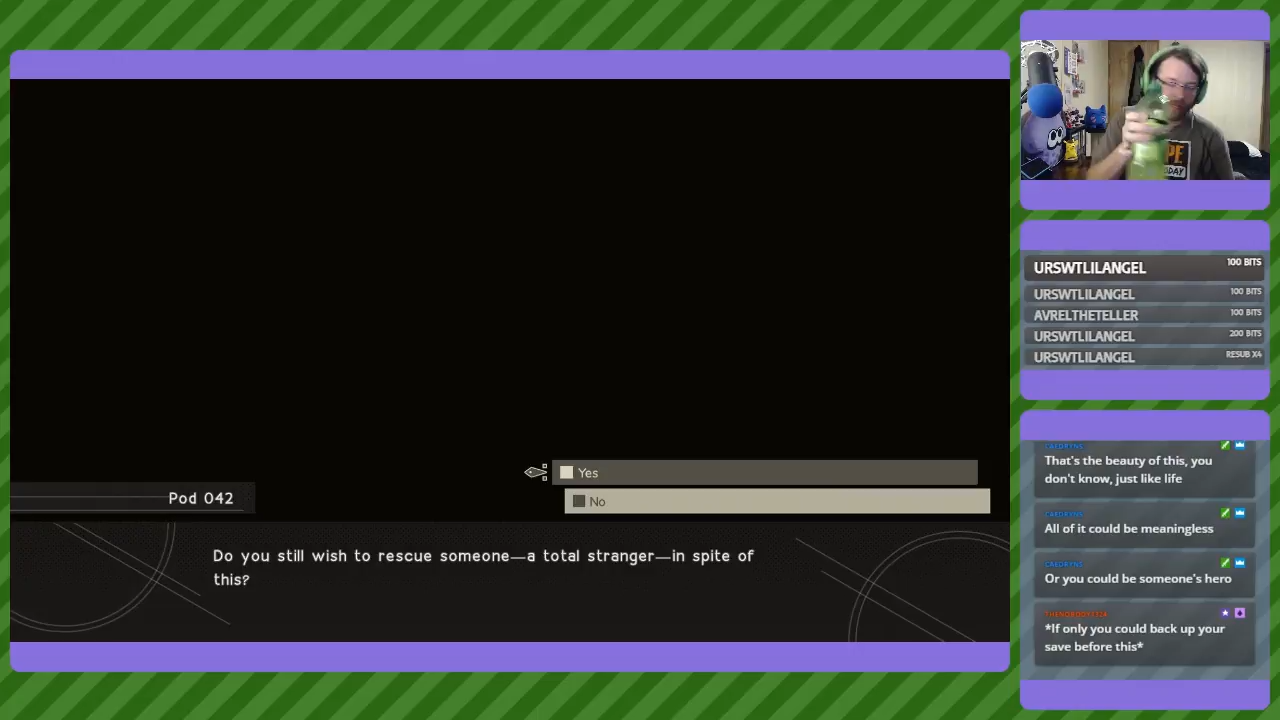 Yes
No
Pod 042
Do you still wish to rescue someone—a total stranger—in spite of
this?
URSWTLILANGEL 100 BITS
URSWTLILANGEL 100 BITS
AVRELTHETELLER 100 BITS
URSWTLILANGEL 200 BITS
URSWTLILANGEL RESUB X4
CAEDRYNS
That's the beauty of this, you
don't know, just like life
CAEDRYNS
All of it could be meaningless
CAEDRYNS
Or you could be someone's hero
*If only you could back up your
save before this*